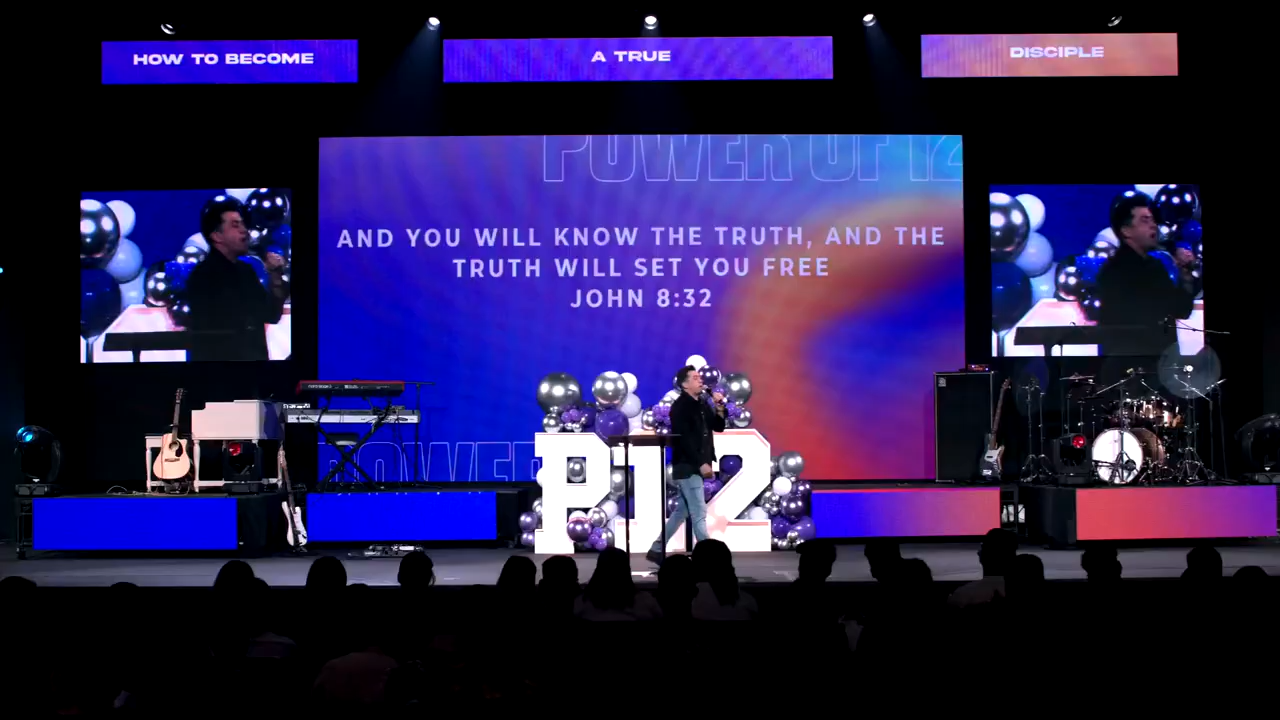 HOW TO BECOME
A TRUE
DISCIPLE
POWER OF 12
AND YOU WILL KNOW THE TRUTH, AND THE
TRUTH WILL SET YOU FREE
JOHN 8:32
POWER
P12